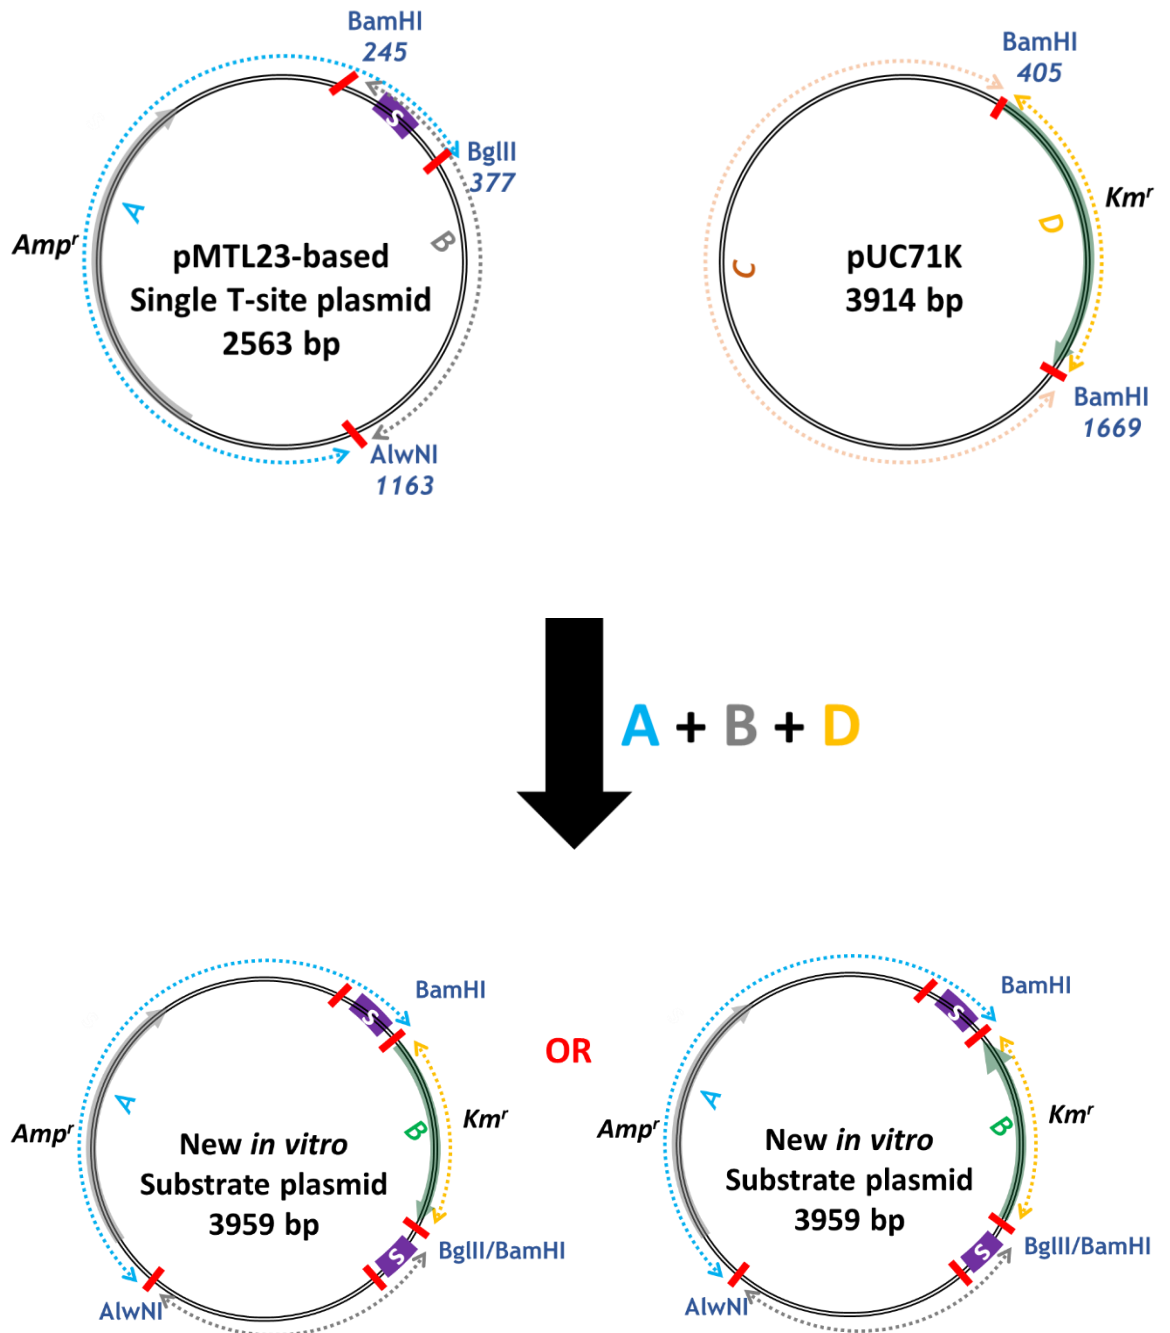 BamHI
245
S
BglII
377
A
B
Ampʳ
pMTL23-based
Single T-site plasmid
2563 bp
AlwNI
1163
BamHI
405
Kmʳ
D
C
pUC71K
3914 bp
BamHI
1669
A + B + D
BamHI
S
A
B
Ampʳ
Kmʳ
New in vitro
Substrate plasmid
3959 bp
S
BglII/BamHI
AlwNI
OR
BamHI
S
A
B
Ampʳ
Kmʳ
New in vitro
Substrate plasmid
3959 bp
S
BglII/BamHI
AlwNI